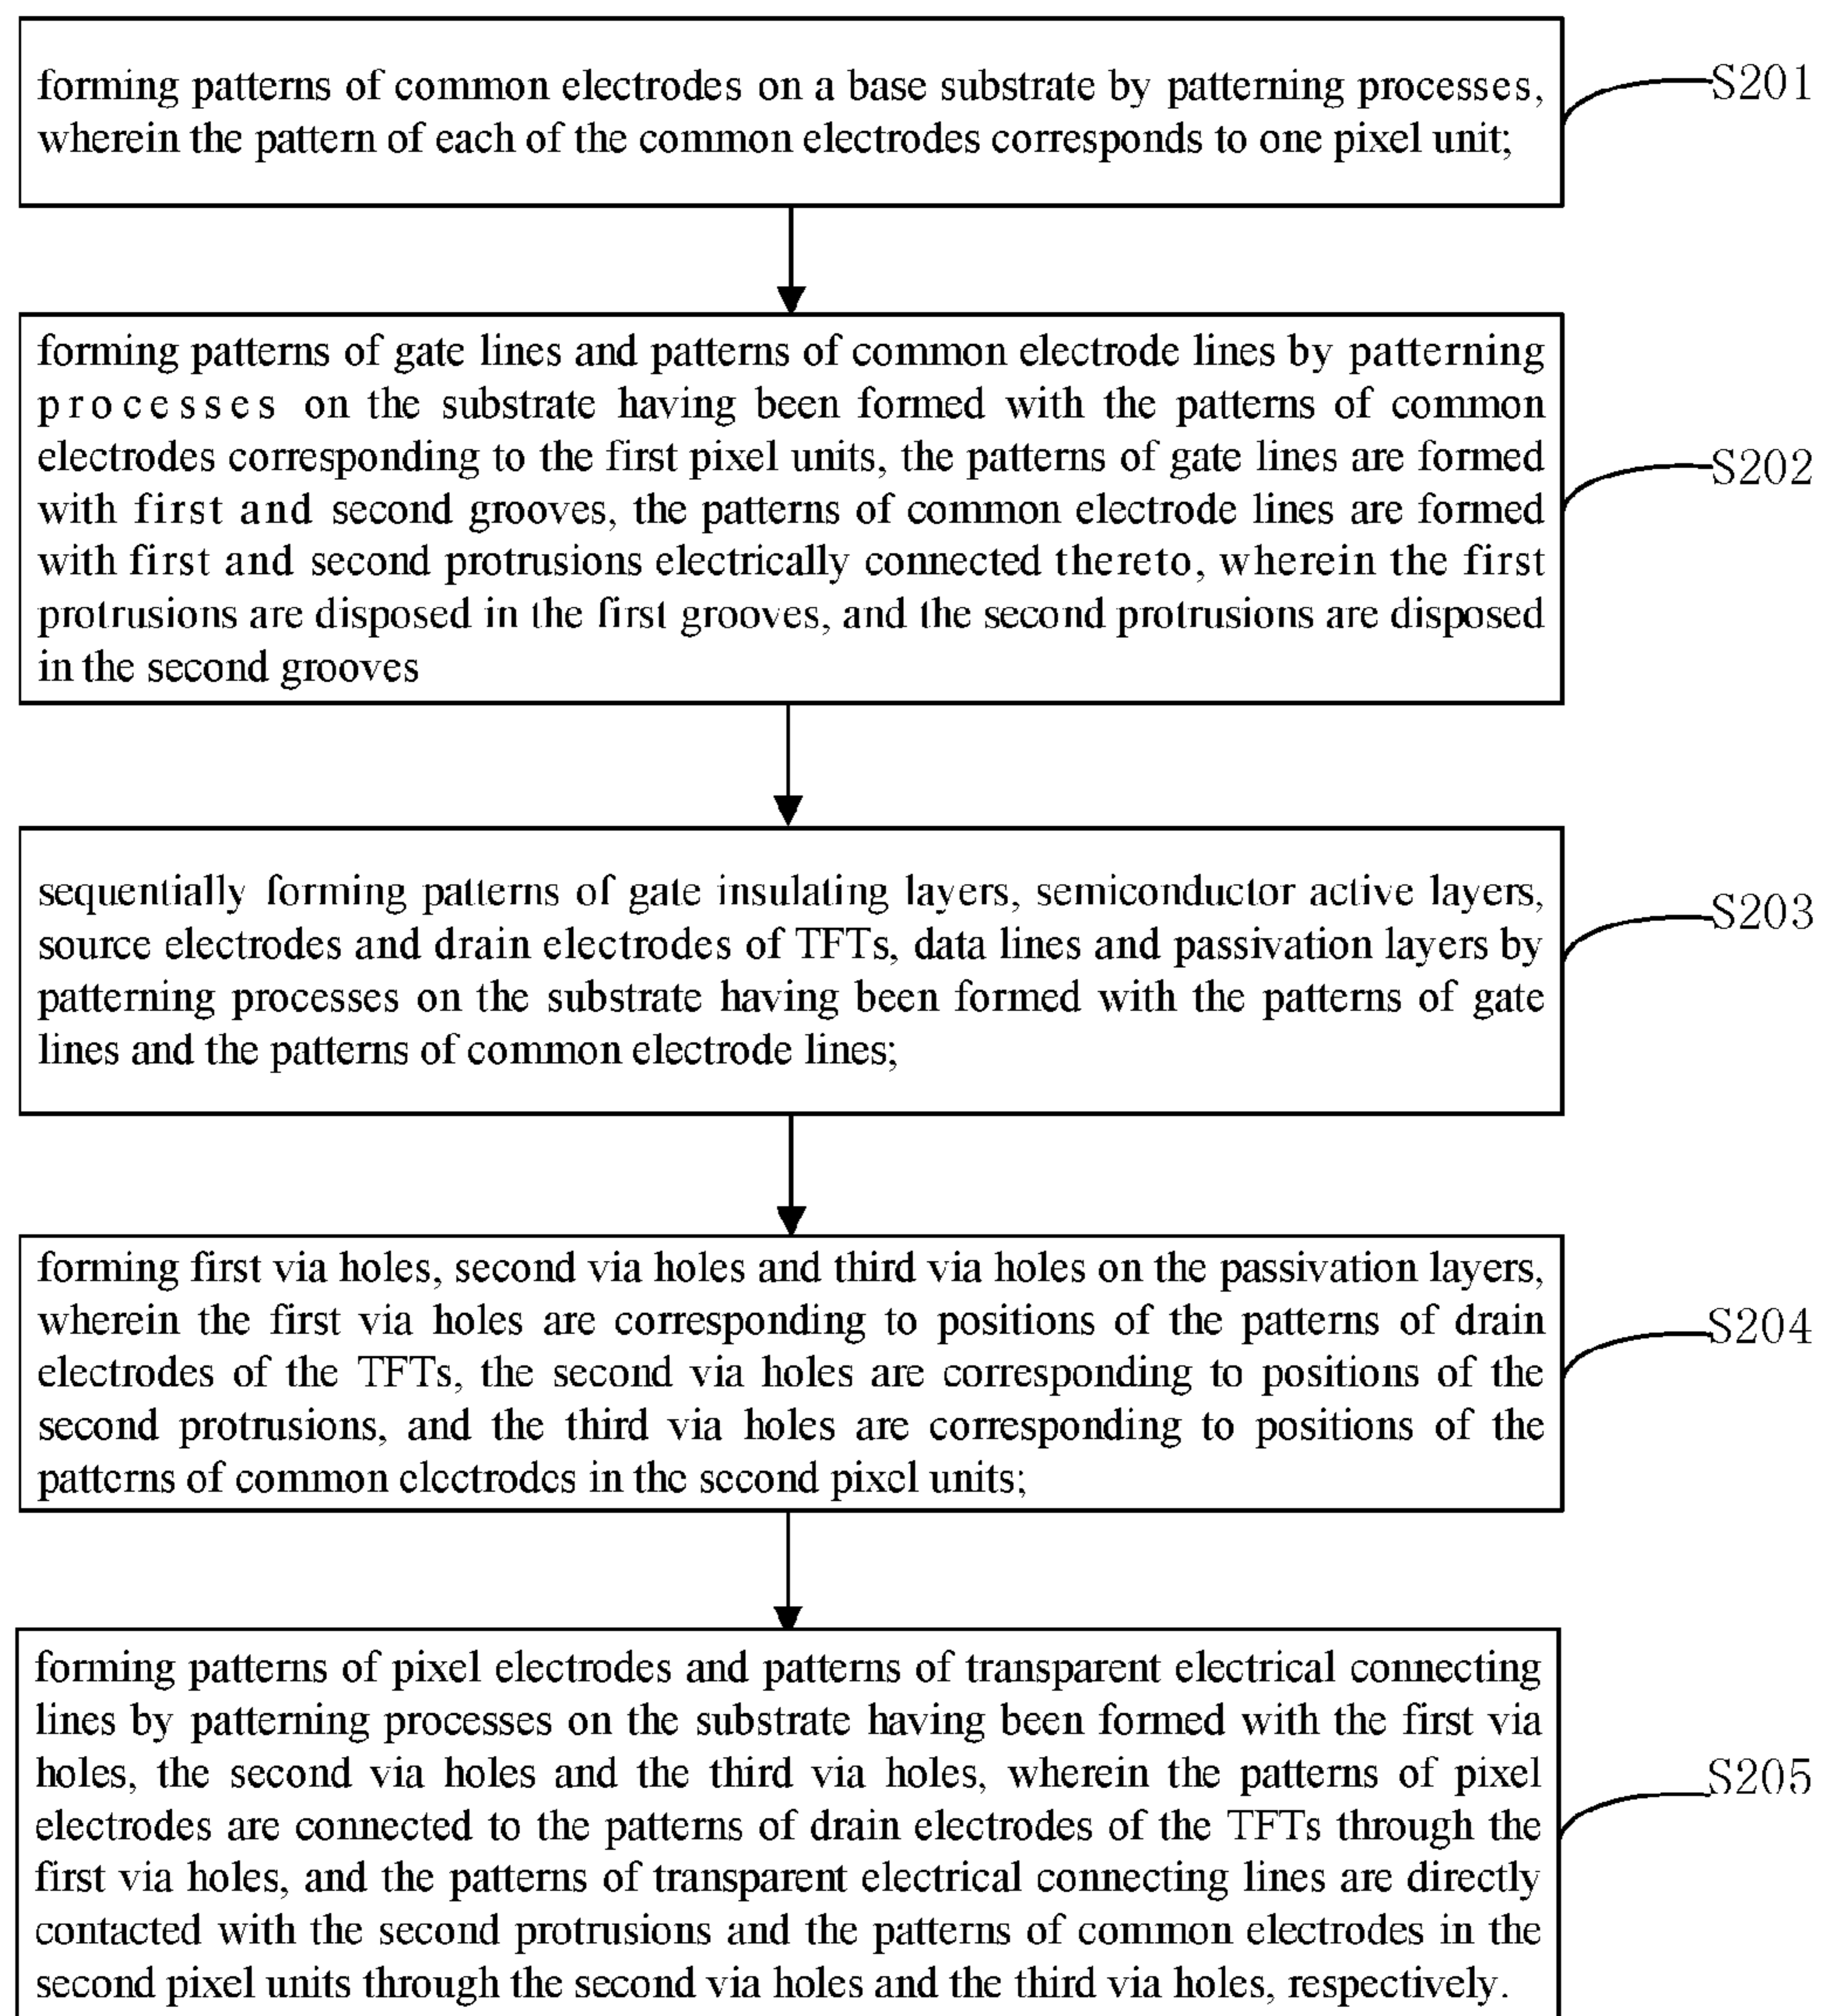 forming patterns of common electrodes on a base substrate by patterning processes,
wherein the pattern of each of the common electrodes corresponds to one pixel unit;
S201
forming patterns of gate lines and patterns of common electrode lines by patterning
processes on the substrate having been formed with the patterns of common
electrodes corresponding to the first pixel units, the patterns of gate lines are formed
with first and second grooves, the patterns of common electrode lines are formed
with first and second protrusions electrically connected thereto, wherein the first
protrusions are disposed in the first grooves, and the second protrusions are disposed
in the second grooves
S202
sequentially forming patterns of gate insulating layers, semiconductor active layers,
source electrodes and drain electrodes of TFTs, data lines and passivation layers by
patterning processes on the substrate having been formed with the patterns of gate
lines and the patterns of common electrode lines;
S203
forming first via holes, second via holes and third via holes on the passivation layers,
wherein the first via holes are corresponding to positions of the patterns of drain
electrodes of the TFTs, the second via holes are corresponding to positions of the
second protrusions, and the third via holes are corresponding to positions of the
patterns of common electrodes in the second pixel units;
S204
forming patterns of pixel electrodes and patterns of transparent electrical connecting
lines by patterning processes on the substrate having been formed with the first via
holes, the second via holes and the third via holes, wherein the patterns of pixel
electrodes are connected to the patterns of drain electrodes of the TFTs through the
first via holes, and the patterns of transparent electrical connecting lines are directly
contacted with the second protrusions and the patterns of common electrodes in the
second pixel units through the second via holes and the third via holes, respectively.
S205